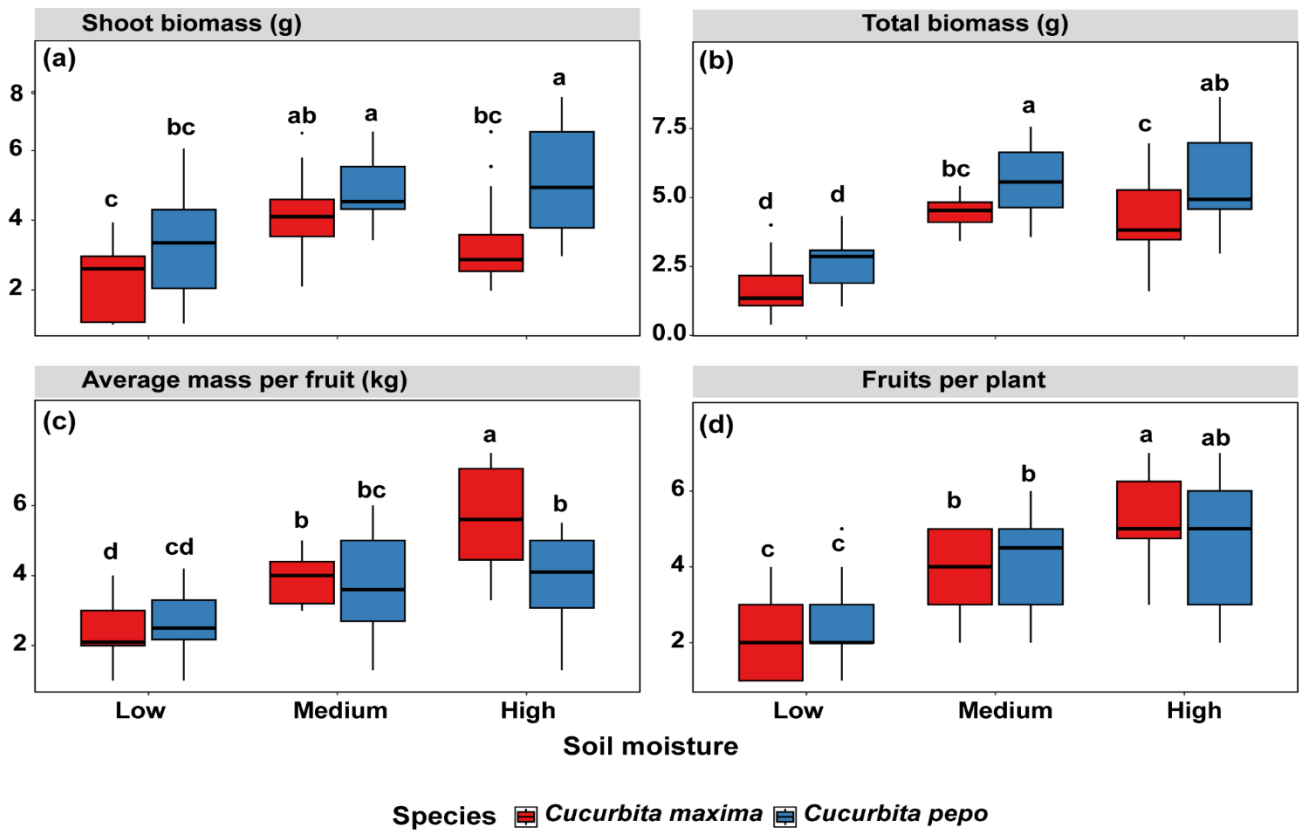 Shoot biomass (g)
Total biomass (g)
(a)
8
6
4
2
c
bc
ab
a
bc
a
(b)
7.5
5.0
2.5
0.0
d
d
bc
a
c
ab
Average mass per fruit (kg)
Fruits per plant
(c)
6
4
2
d
cd
b
bc
a
b
(d)
6
4
2
c
c
b
b
a
ab
Low Medium High
Low Medium High
Soil moisture
Species Cucurbita maxima Cucurbita pepo